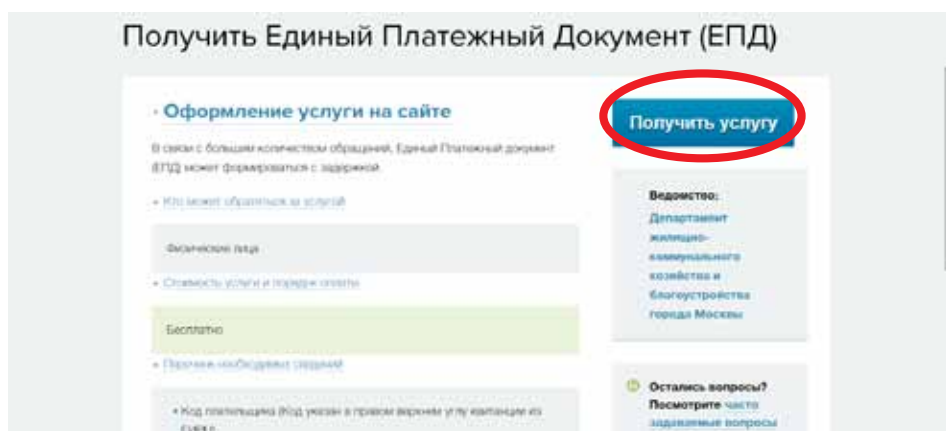 Получить Единый Платежный Документ (ЕПД)
Оформление услуги на сайте
Получить услугу
В связи с большим количеством обращений, Единый Платежный документ
(ЕПД) может формироваться с задержкой.
Кто может обратиться за услугой
Физические лица
Стоимость услуги и порядок оплаты
Бесплатно
Перечень необходимых сведений
• Код плательщика (Код указан в правом верхнем углу квитанции из
Ведомство:
Департамент
жилищно-
коммунального
хозяйства и
благоустройства
города Москвы
Остались вопросы?
Посмотрите часто
задаваемые вопросы